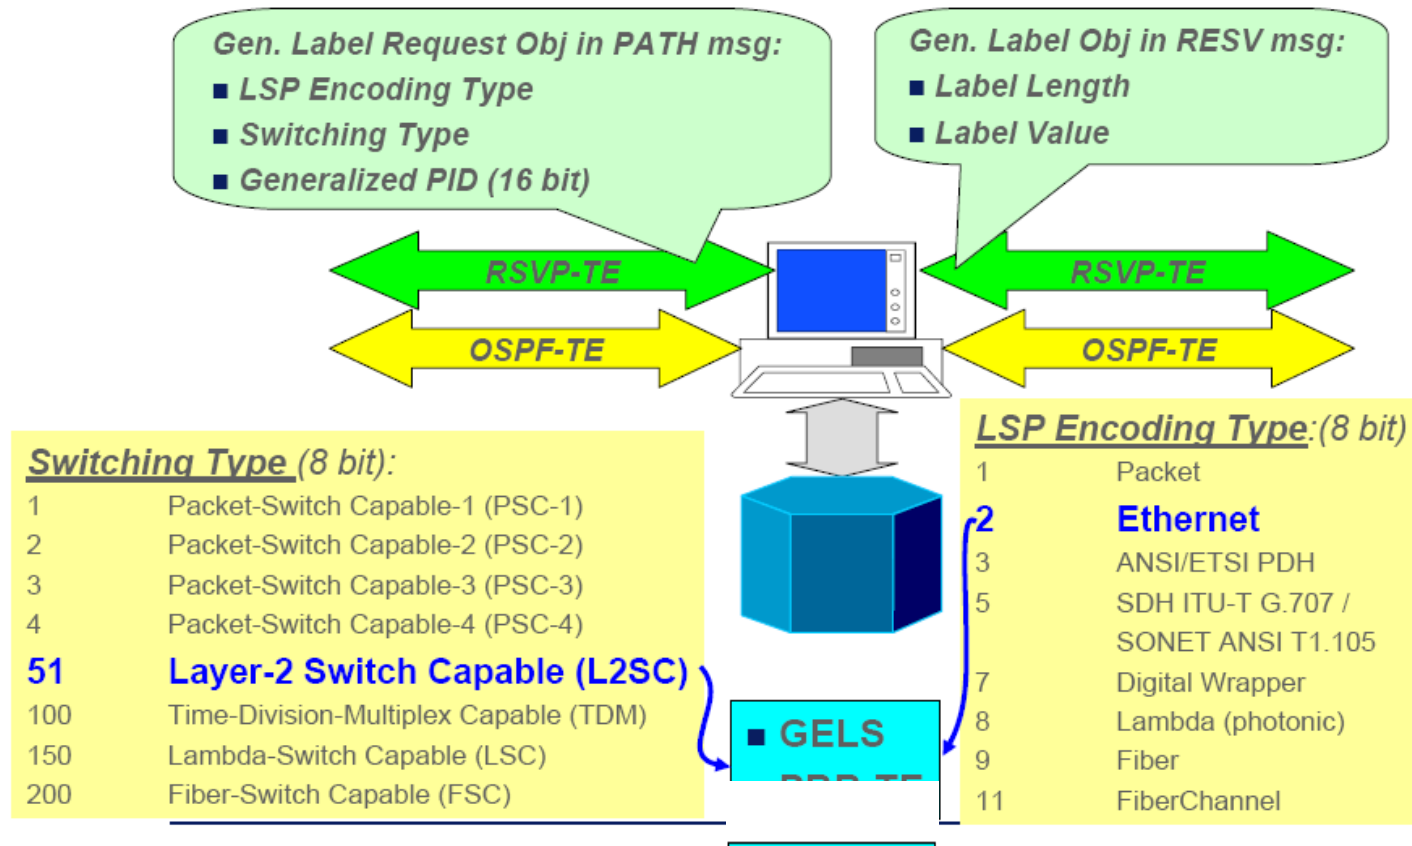 Gen. Label Request Obj in PATH msg:
■ LSP Encoding Type
■ Switching Type
■ Generalized PID (16 bit)
Gen. Label Obj in RESV msg:
■ Label Length
■ Label Value
RSVP-TE
RSVP-TE
OSPF-TE
OSPF-TE
Switching Type (8 bit):
1 Packet-Switch Capable-1 (PSC-1)
2 Packet-Switch Capable-2 (PSC-2)
3 Packet-Switch Capable-3 (PSC-3)
4 Packet-Switch Capable-4 (PSC-4)
51 Layer-2 Switch Capable (L2SC)
100 Time-Division-Multiplex Capable (TDM)
150 Lambda-Switch Capable (LSC)
200 Fiber-Switch Capable (FSC)
LSP Encoding Type:(8 bit)
1 Packet
2 Ethernet
3 ANSI/ETSI PDH
5 SDH ITU-T G.707 /
SONET ANSI T1.105
7 Digital Wrapper
8 Lambda (photonic)
9 Fiber
11 FiberChannel
■ GELS